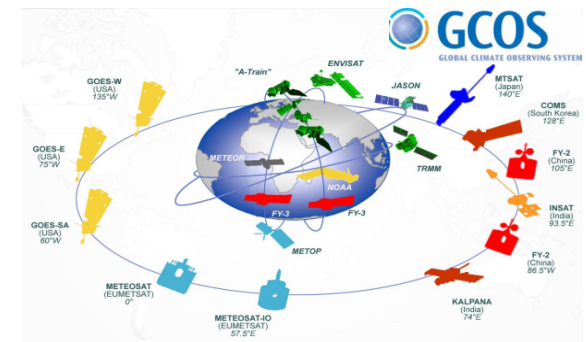 GCOS
GLOBAL CLIMATE OBSERVING SYSTEM
"A-Train"
ENVISAT
JASON
MTSAT
(Japan)
140°E
COMS
(South Korea)
128°E
FY-2
(China)
105°E
INSAT
(India)
93.5°E
FY-2
(China)
86.5°W
KALPANA
(India)
74°E
METEOSAT-IO
(EUMETSAT)
57.5°E
METEOSAT
(EUMETSAT)
0°
GOES-SA
(USA)
60°W
GOES-E
(USA)
75°W
GOES-W
(USA)
135°W
TRMM
METEOR
NOAA
FY-3
FY-3
METOP